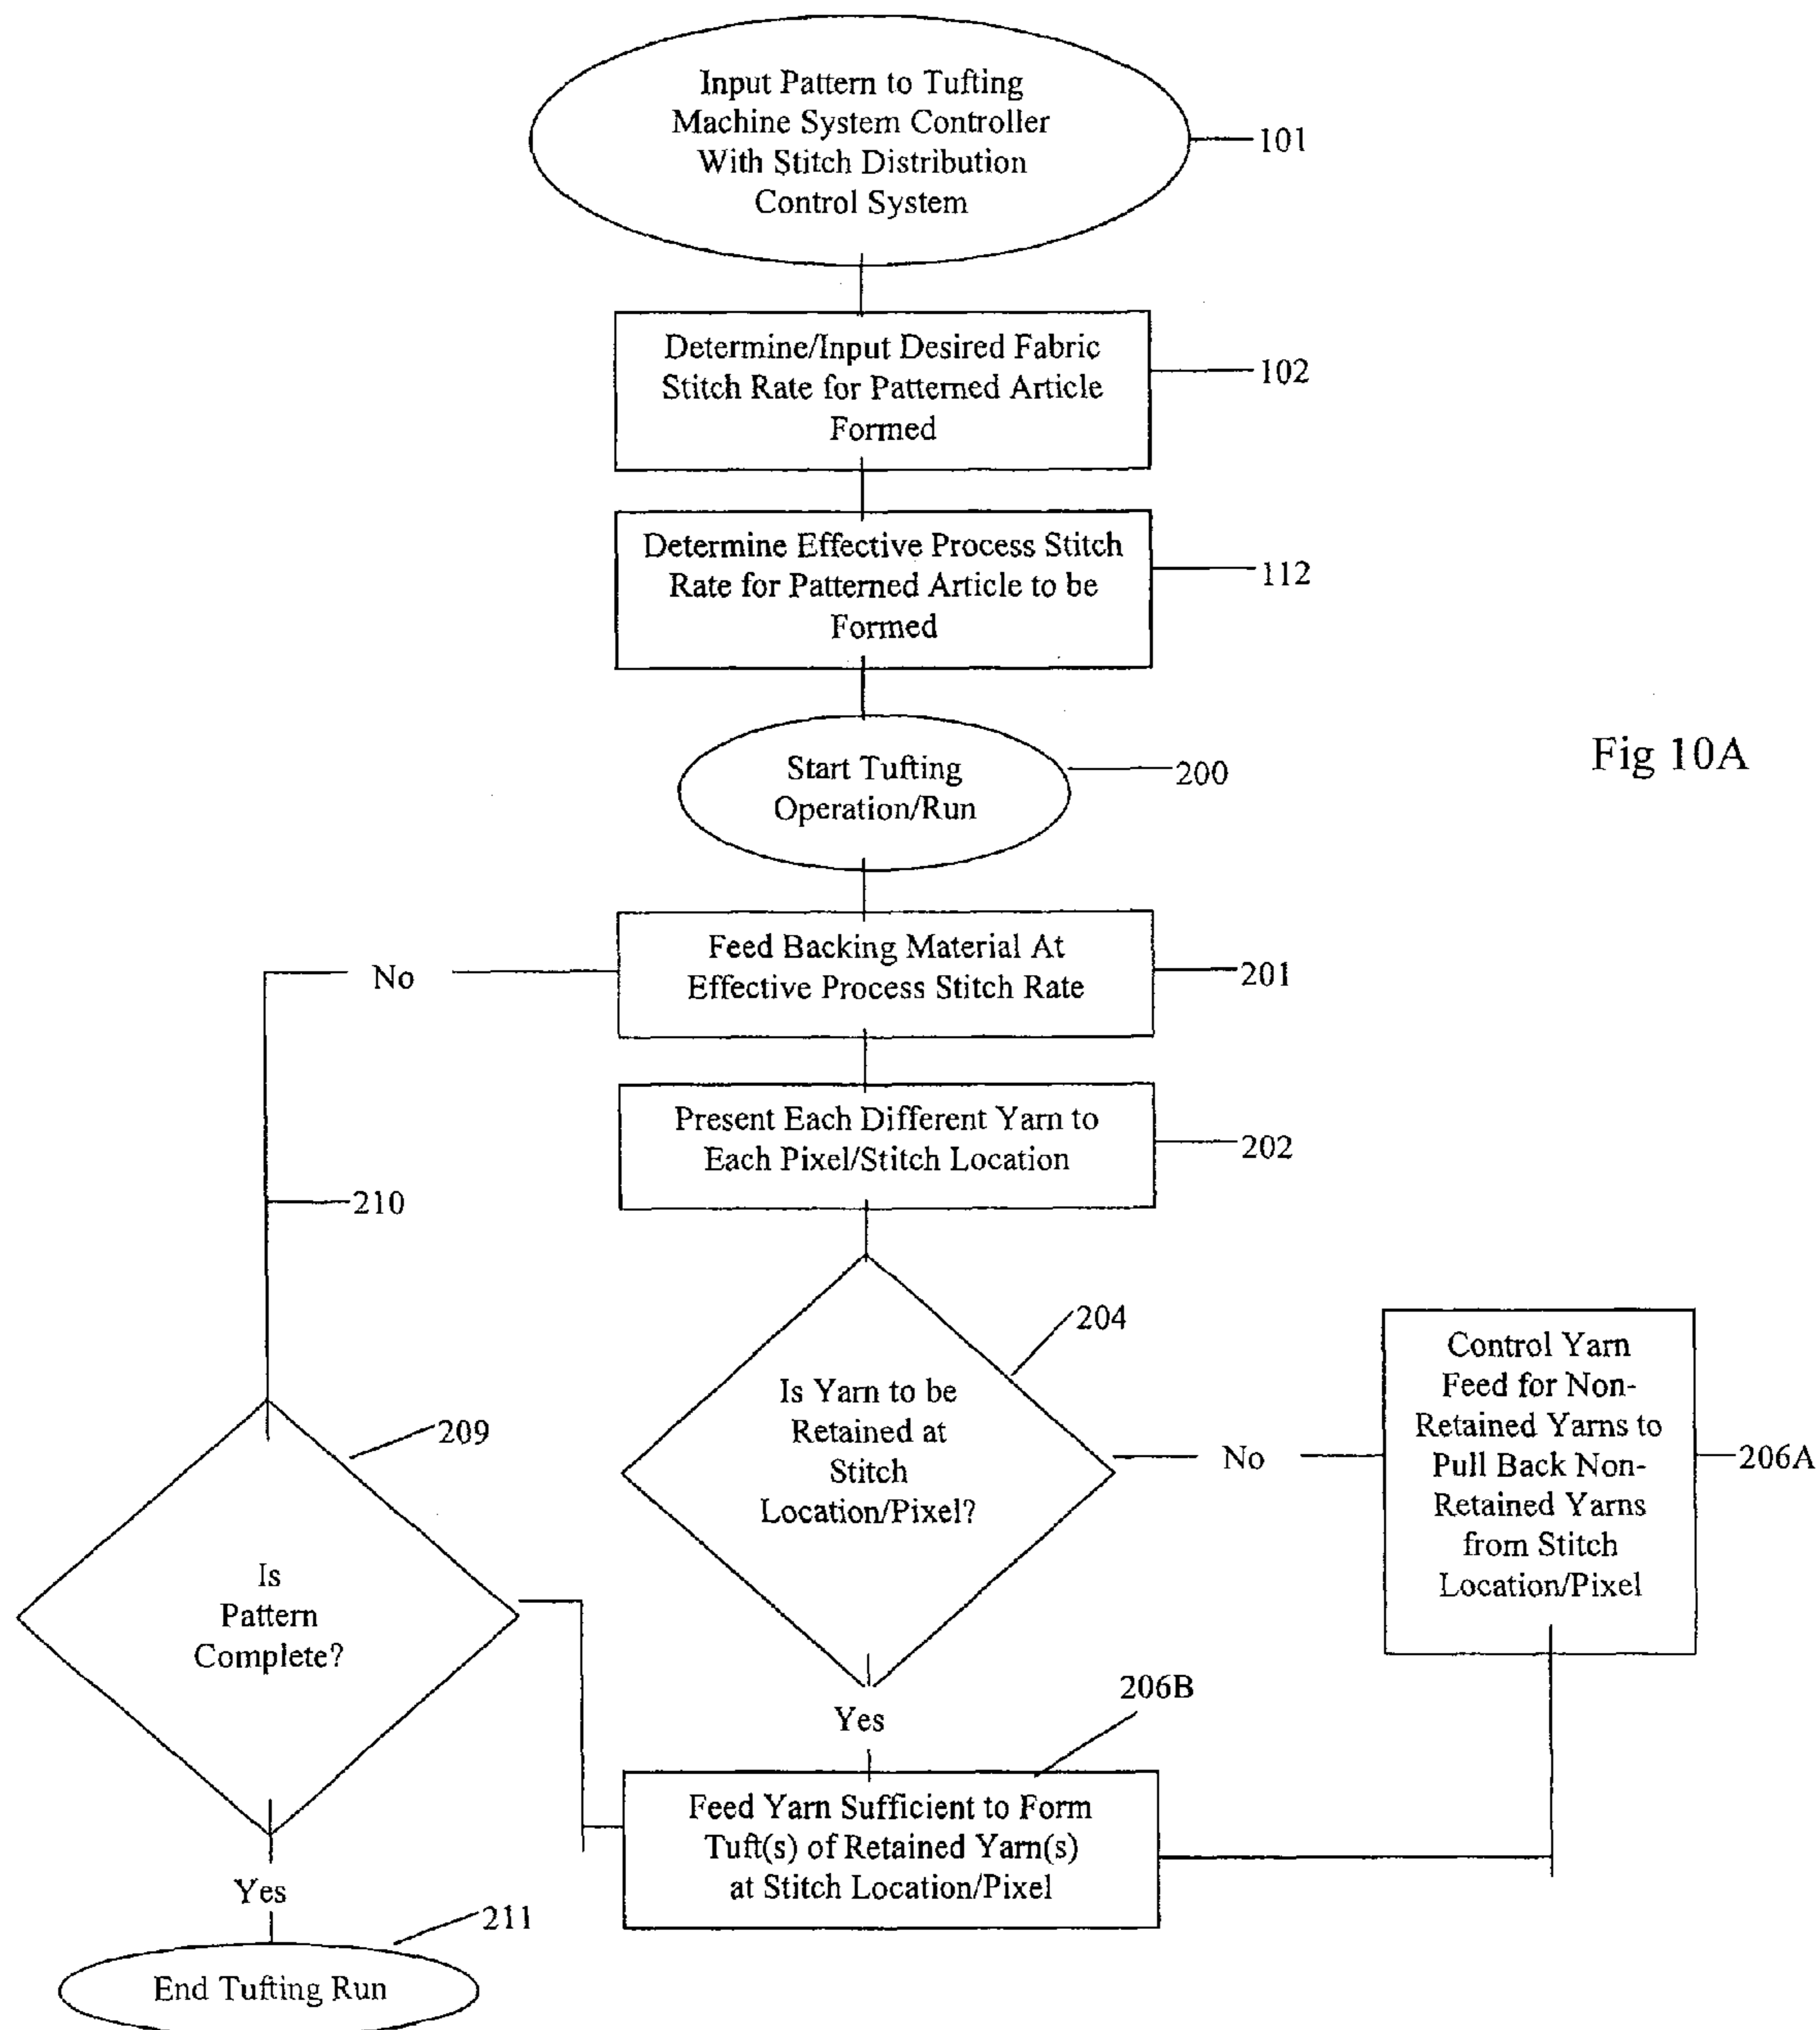 Input Pattern to Tufting
Machine System Controller
With Stitch Distribution
Control System
101
Determine/Input Desired Fabric
Stitch Rate for Patterned Article
Formed
102
Determine Effective Process Stitch
Rate for Patterned Article to be
Formed
112
Start Tufting
Operation/Run
200
Fig 10A
Feed Backing Material At
Effective Process Stitch Rate
201
No
Present Each Different Yarn to
Each Pixel/Stitch Location
202
210
Is Yarn to be
Retained at
Stitch
Location/Pixel?
204
No
Control Yarn
Feed for Non-
Retained Yarns to
Pull Back Non-
Retained Yarns
from Stitch
Location/Pixel
206A
209
Is
Pattern
Complete?
Yes
206B
Feed Yarn Sufficient to Form
Tuft(s) of Retained Yarn(s)
at Stitch Location/Pixel
Yes
211
End Tufting Run